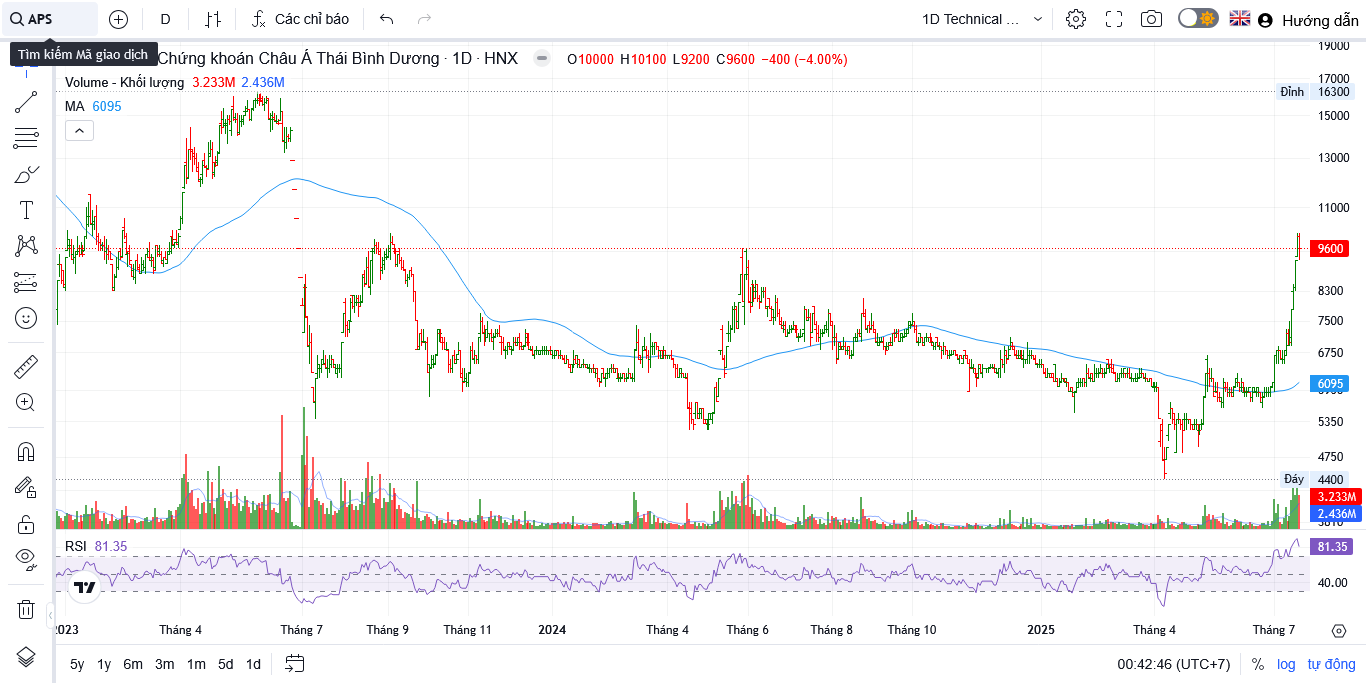 APS
D
Các chỉ báo
1D Technical ...
Hướng dẫn
Tìm kiếm Mã giao dịch
Chứng khoán Châu Á Thái Bình Dương · 1D · HNX
O10000 H10100 L9200 C9600 −400 (−4.00%)
Volume - Khối lượng 3.233M 2.436M
MA 6095
19000
17000
Đỉnh 16300
15000
13000
11000
9600
8300
7500
6750
6095
5350
4750
Đáy 4400
3.233M
2.436M
RSI 81.35
81.35
40.00
2023 Tháng 4 Tháng 7 Tháng 9 Tháng 11 2024 Tháng 4 Tháng 6 Tháng 8 Tháng 10 2025 Tháng 4 Tháng 7
5y 1y 6m 3m 1m 5d 1d
00:42:46 (UTC+7) % log tự động